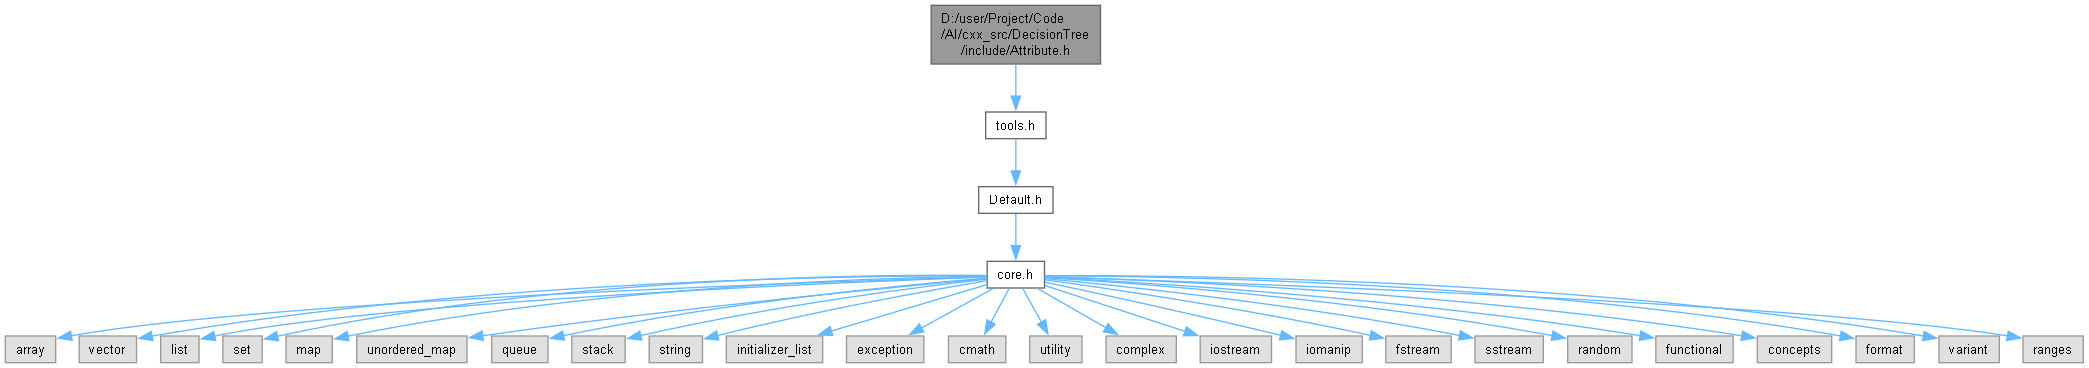 D:/user/Project/Code
/AI/cxx_src/DecisionTree
/include/Attribute.h
tools.h
Default.h
core.h
array
vector
list
set
map
unordered_map
queue
stack
string
initializer_list
exception
cmath
utility
complex
iostream
iomanip
fstream
sstream
random
functional
concepts
format
variant
ranges